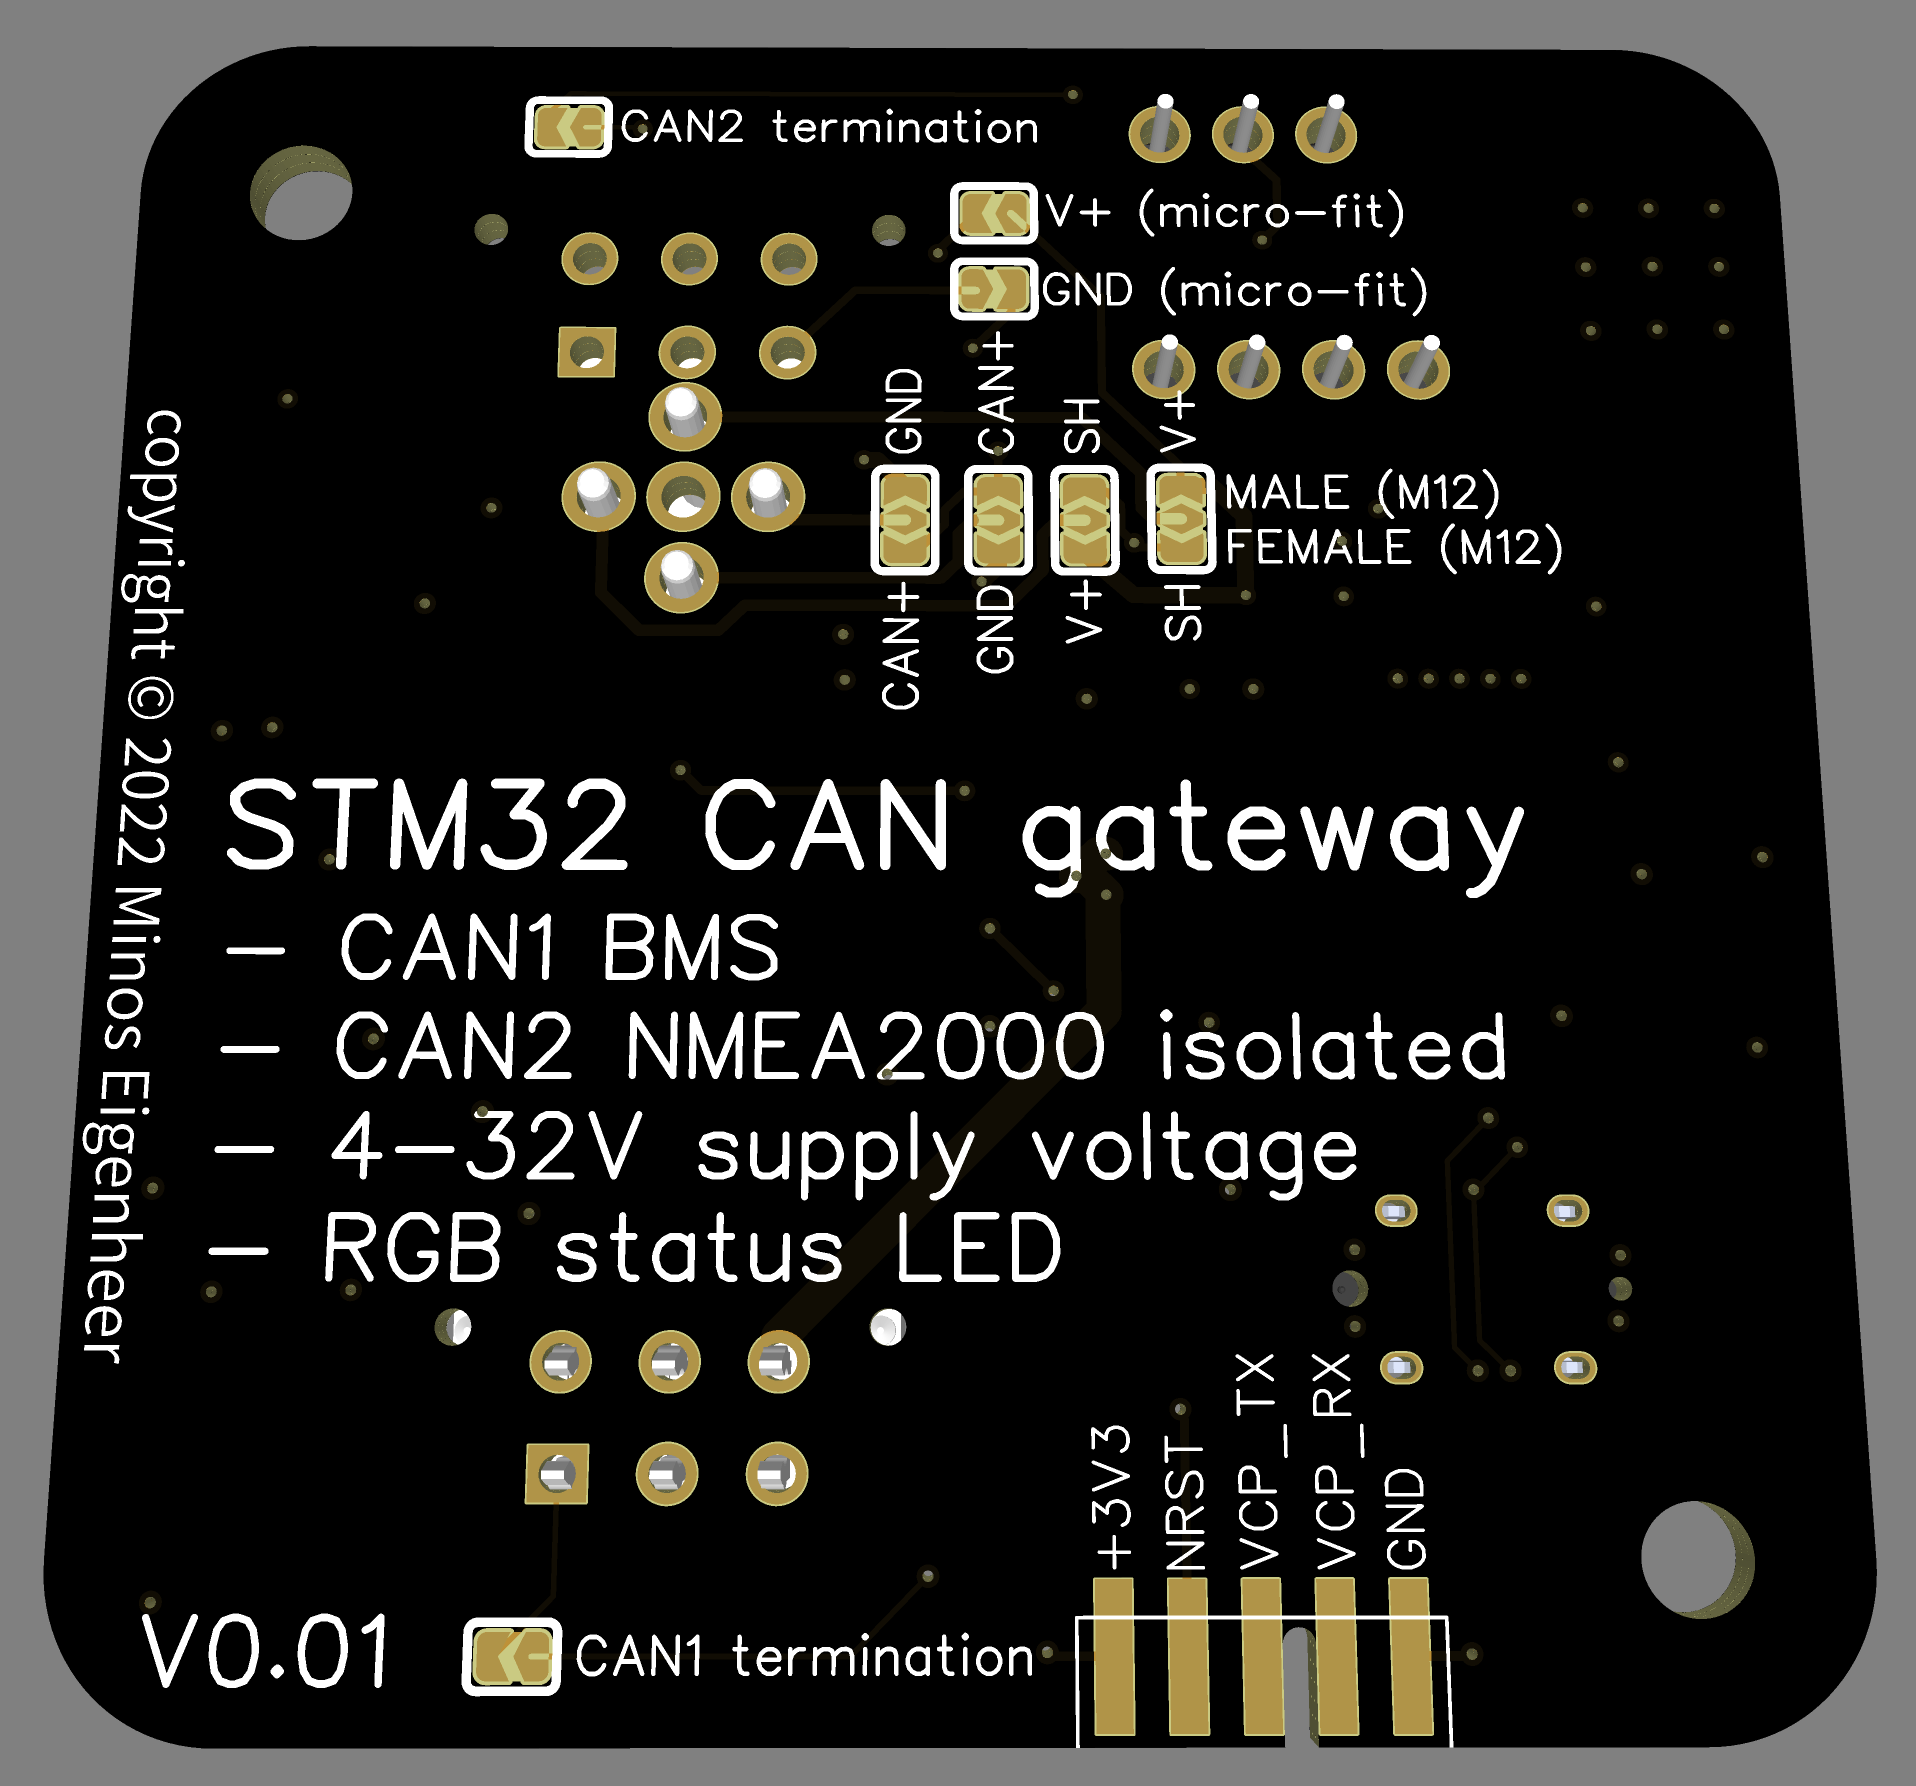 CAN2 termination
V+ (micro-fit)
GND (micro-fit)
GND
CAN+
SH
V+
MALE (M12)
FEMALE (M12)
CAN+
GND
V+
SH
copyright © 2022 Minos Eigenheer
STM32 CAN gateway
- CAN1 BMS
- CAN2 NMEA2000 isolated
- 4-32V supply voltage
- RGB status LED
+3V3
NRST
VCP_TX
VCP_RX
GND
V0.01
CAN1 termination